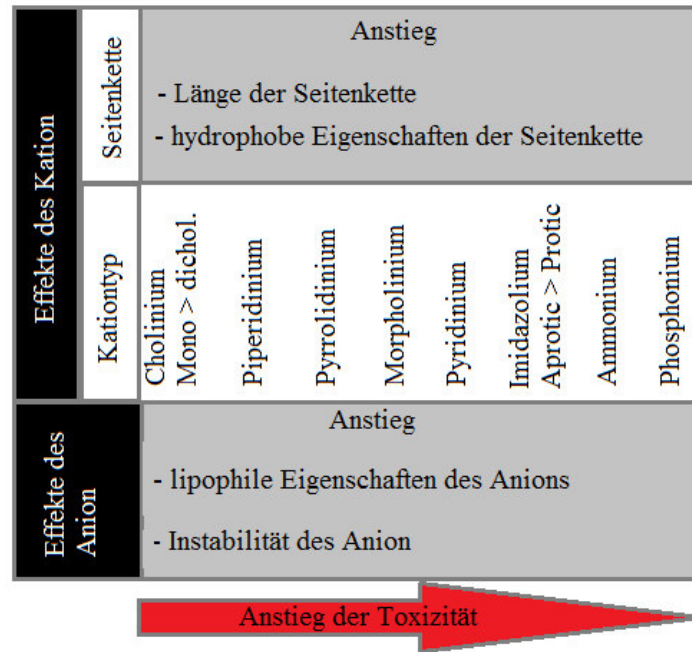 Effekte des Kation
Seitenkette
Anstieg
- Länge der Seitenkette
- hydrophobe Eigenschaften der Seitenkette
Kationtyp
Cholinium
Mono > dichol.
Piperidinium
Pyrrolidinium
Morpholinium
Pyridinium
Imidazolium
Aprotic > Protic
Ammonium
Phosphonium
Effekte des
Anion
Anstieg
- lipophile Eigenschaften des Anions
- Instabilität des Anion
Anstieg der Toxizität